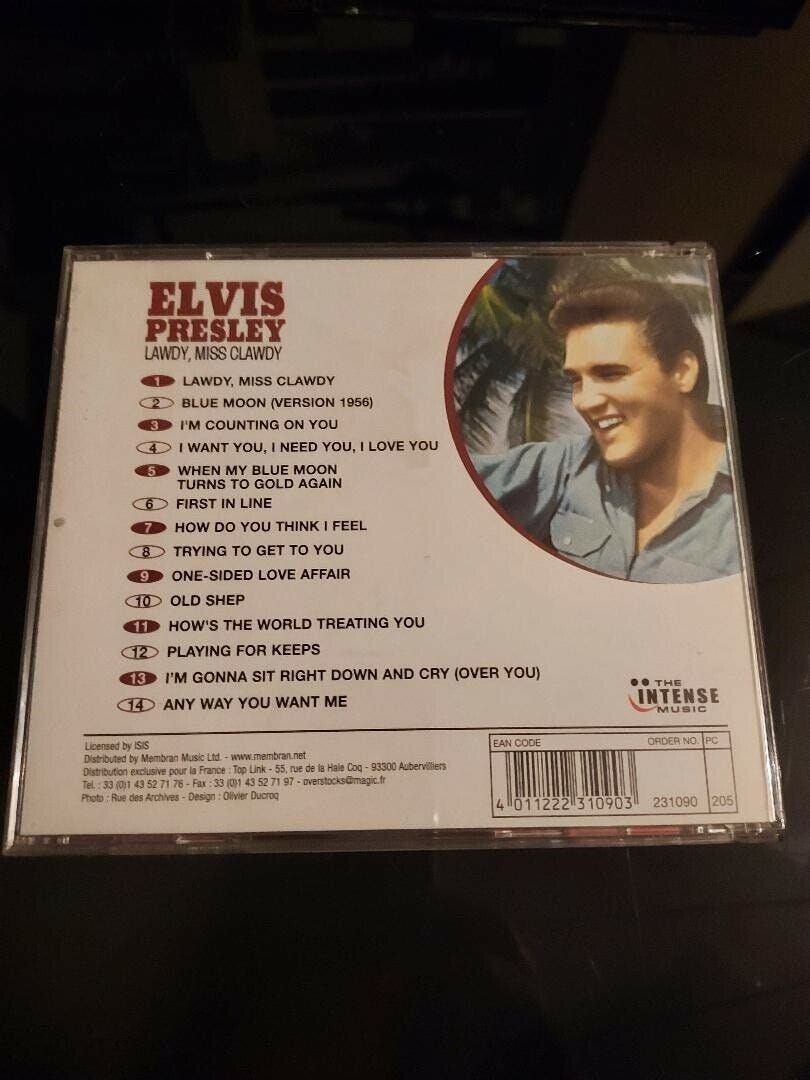 ELVIS
PRESLEY
LAWDY, MISS CLAWDY
1 LAWDY, MISS CLAWDY
2 BLUE MOON (VERSION 1956)
3 I'M COUNTING ON YOU
4 I WANT YOU, I NEED YOU, I LOVE YOU
5 WHEN MY BLUE MOON
TURNS TO GOLD AGAIN
6 FIRST IN LINE
7 HOW DO YOU THINK I FEEL
8 TRYING TO GET TO YOU
9 ONE-SIDED LOVE AFFAIR
10 OLD SHEP
11 HOW'S THE WORLD TREATING YOU
12 PLAYING FOR KEEPS
13 I'M GONNA SIT RIGHT DOWN AND CRY (OVER YOU)
14 ANY WAY YOU WANT ME
THE
INTENSE
MUSIC
Licensed by ISIS
Distributed by Membran Music Ltd. - www.membran.net
Distribution exclusive pour la France : Top Link - 55, rue de la Hale Coq - 93300 Aubervilliers
Tel. : 33 (0)1 43 52 71 76 - Fax : 33 (0)1 43 52 71 97 - overstocks@magic.fr
Photo : Rue des Archives - Design : Olivier Ducroq
EAN CODE ORDER NO. PC
4 011222 310903 231090 205